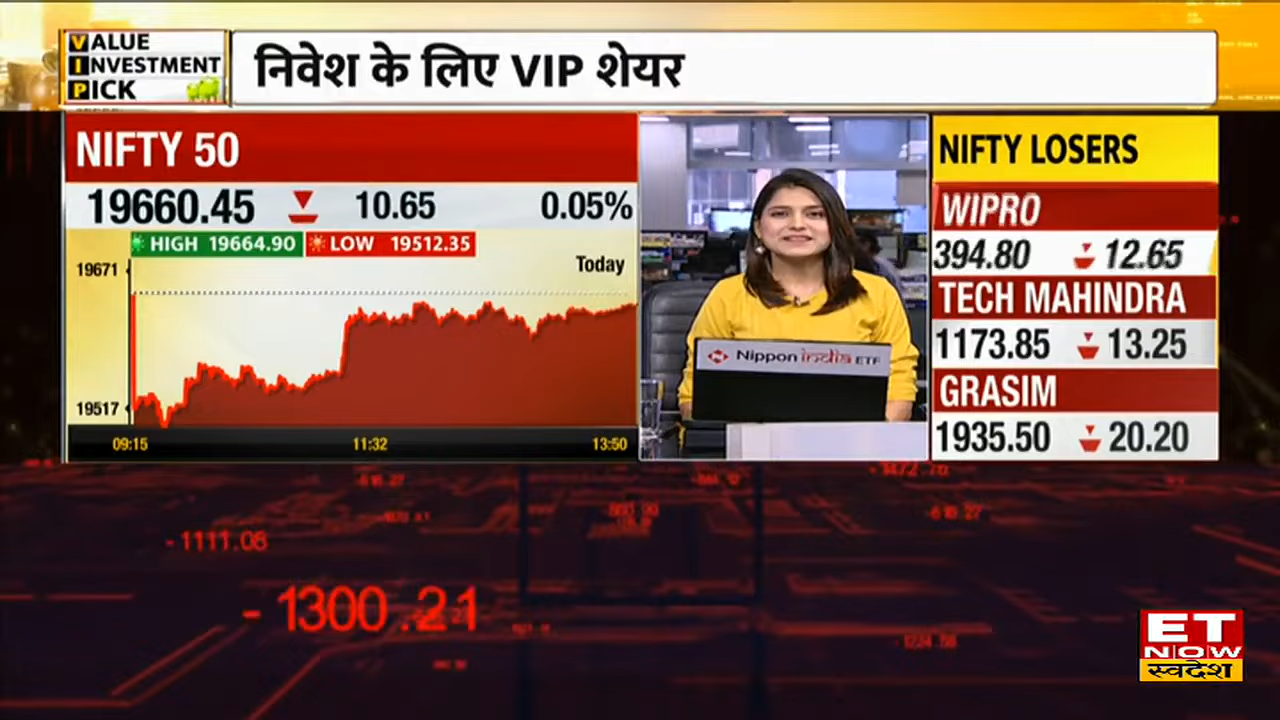 VALUE
INVESTMENT
PICK
निवेश के लिए VIP शेयर
NIFTY 50
19660.45 10.65 0.05%
HIGH 19664.90 LOW 19512.35
Today
19671
19517
09:15 11:32 13:50
Nippon india ETF
NIFTY LOSERS
WIPRO
394.80 12.65
TECH MAHINDRA
1173.85 13.25
GRASIM
1935.50 20.20
- 1111.08
- 1300.21
ET
NOW
स्वदेश